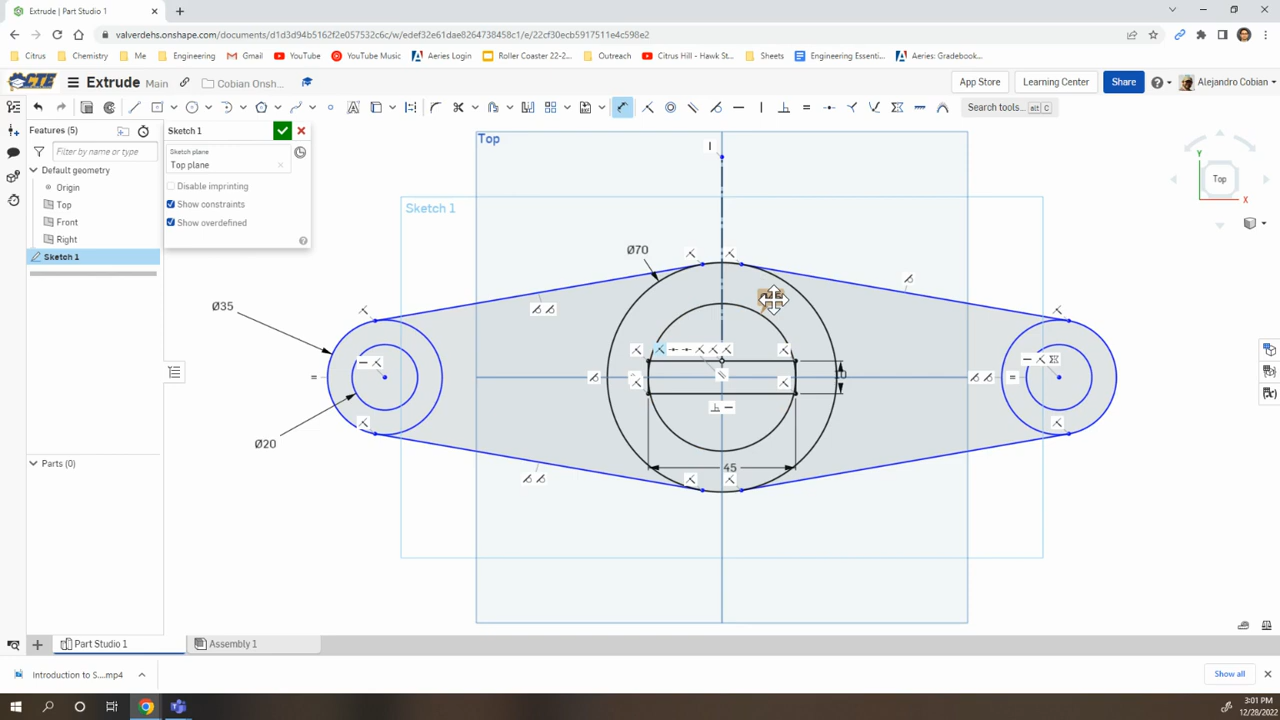 Extrude | Part Studio 1
valverdehs.onshape.com/documents/d1d3d94b5162f2e057532c6c/w/edef32e61dae8264738458c1/e/22cf30ecb5917511e4c598e2
Citrus
Chemistry
Me
Engineering
Gmail
YouTube
YouTube Music
Aeries Login
Roller Coaster 22-2...
Outreach
Hawk St...
Citrus Hill - Hawk St...
Sheets
Engineering Essenti...
Aeries: Gradebook...
CTE
Extrude Main
Cobian Onsh...
App Store
Learning Center
Share
Alejandro Cobian
Search tools... alt C
Features (5)
Filter by name or type
Default geometry
Origin
Top
Front
Right
Sketch 1
Parts (0)
Sketch 1
Sketch plane
Top plane
Disable imprinting
Show constraints
Show overdefined
Top
Sketch 1
Ø70
Ø35
Ø20
45
Y
Top
X
Part Studio 1
Assembly 1
Introduction to S....mp4
Show all
3:01 PM
12/28/2022